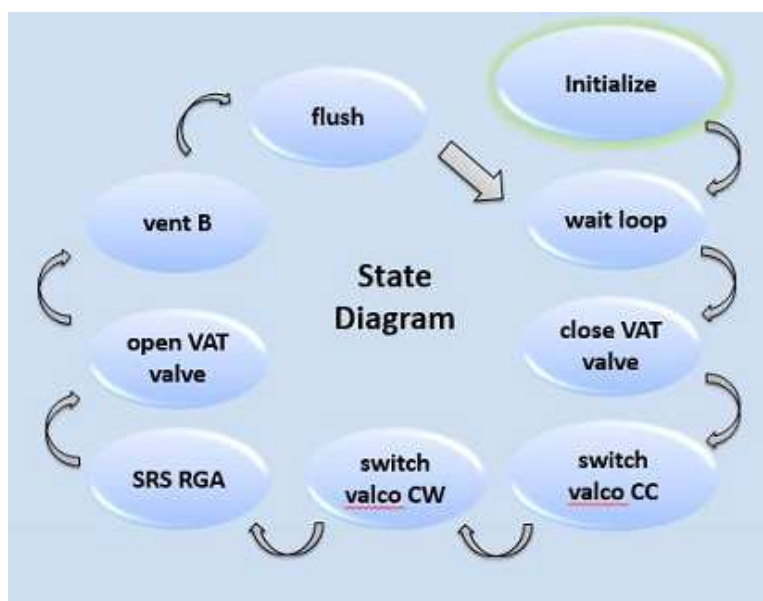 Initialize
wait loop
close VAT
valve
switch
valco CC
switch
valco CW
SRS RGA
open VAT
valve
vent B
flush
State
Diagram